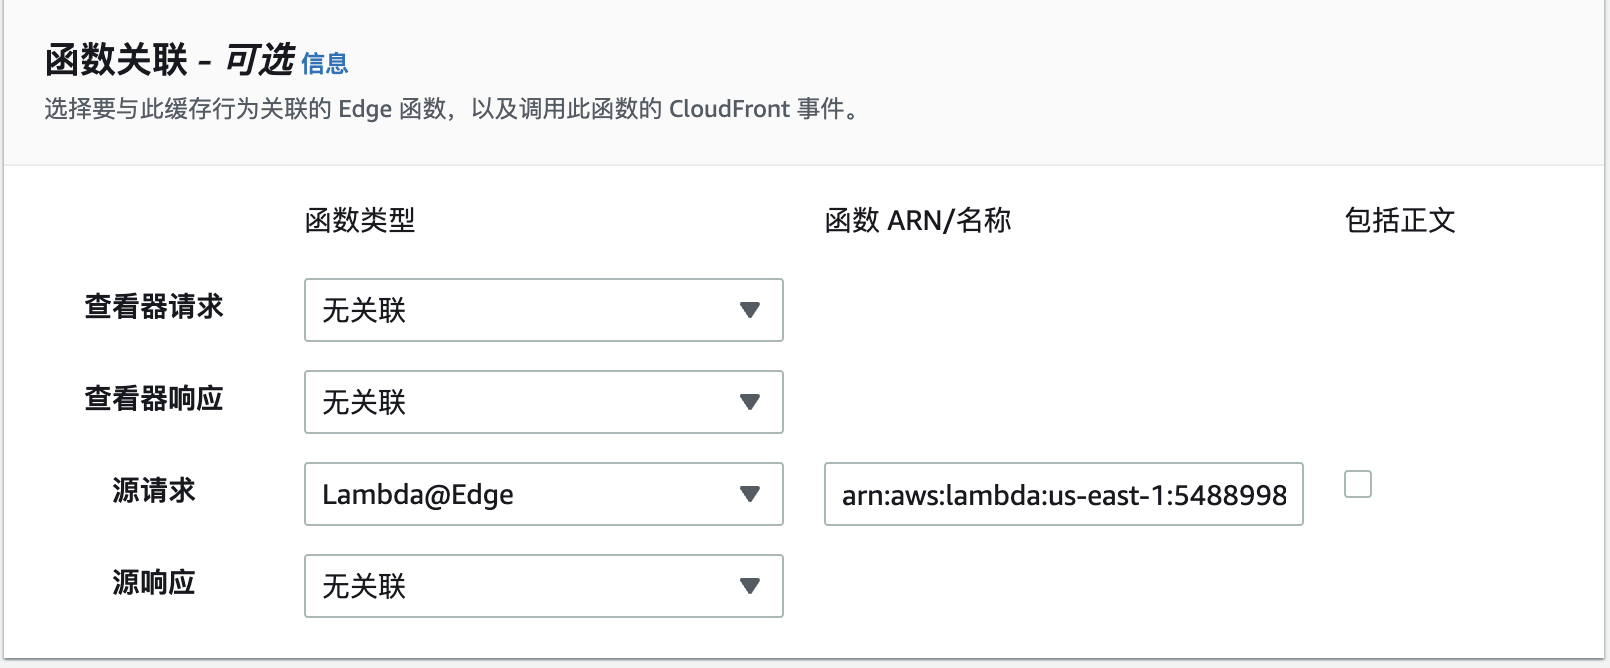 函数关联 - 可选 信息
选择要与此缓存行为关联的 Edge 函数，以及调用此函数的 CloudFront 事件。
函数类型 函数 ARN/名称 包括正文
查看器请求 无关联
查看器响应 无关联
源请求 Lambda@Edge arn:aws:lambda:us-east-1:5488998
源响应 无关联